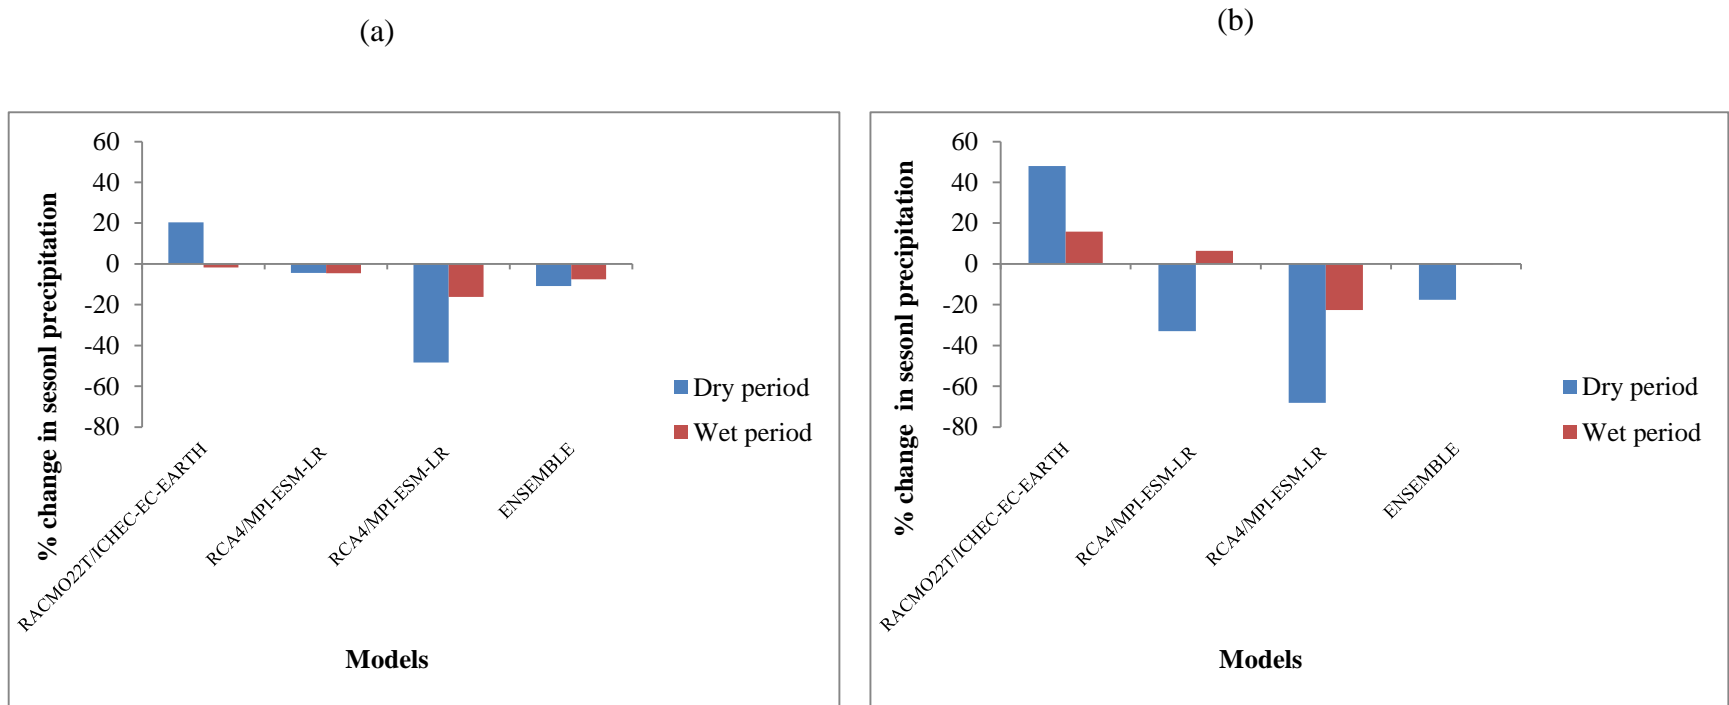 (a)
% change in sesonl precipitation
60
40
20
0
-20
-40
-60
-80
RACMO22T/ICHEC-EC-EARTH
RCA4/MPI-ESM-LR
RCA4/MPI-ESM-LR
ENSEMBLE
Models
Dry period
Wet period
(b)
% change in sesonl precipitation
60
40
20
0
-20
-40
-60
-80
RACMO22T/ICHEC-EC-EARTH
RCA4/MPI-ESM-LR
RCA4/MPI-ESM-LR
ENSEMBLE
Models
Dry period
Wet period